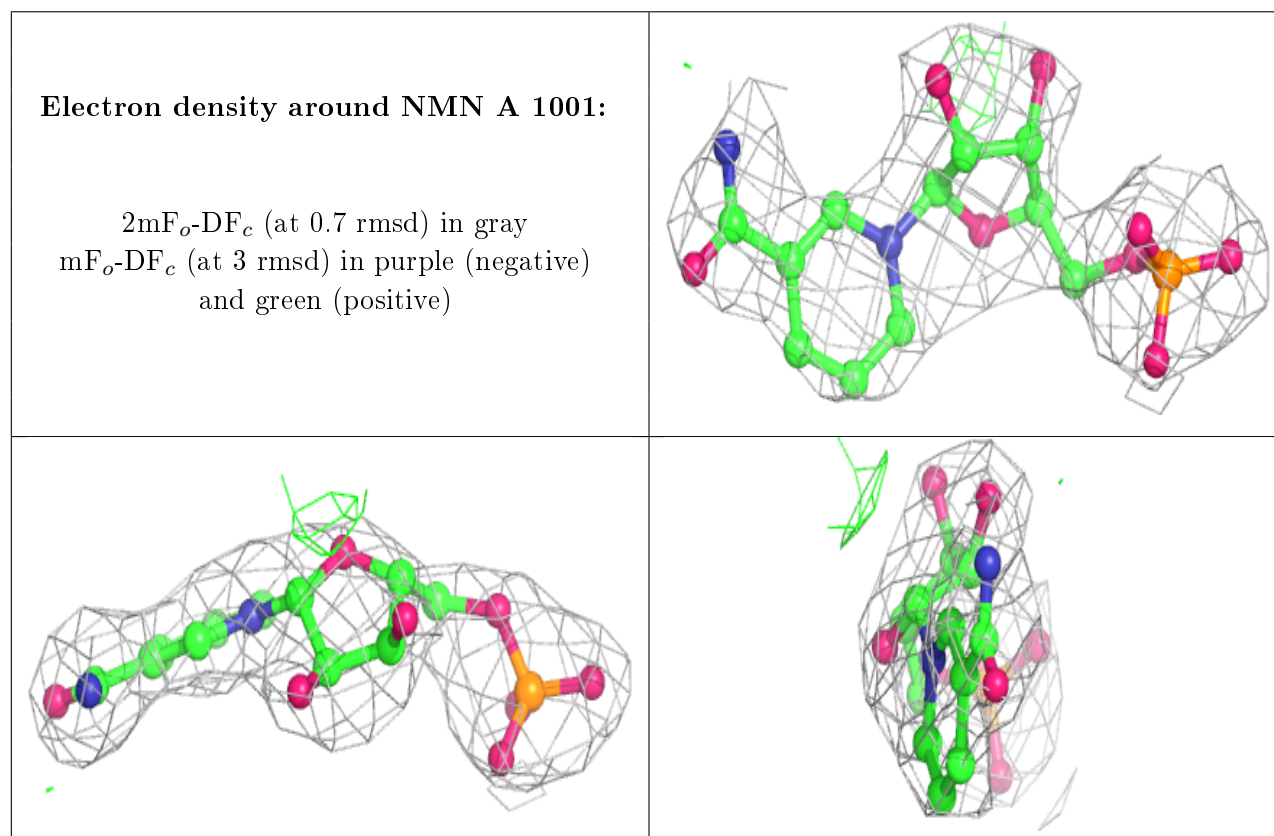 Electron density around NMN A 1001:
2mFo-DFc (at 0.7 rmsd) in gray
mFo-DFc (at 3 rmsd) in purple (negative)
and green (positive)